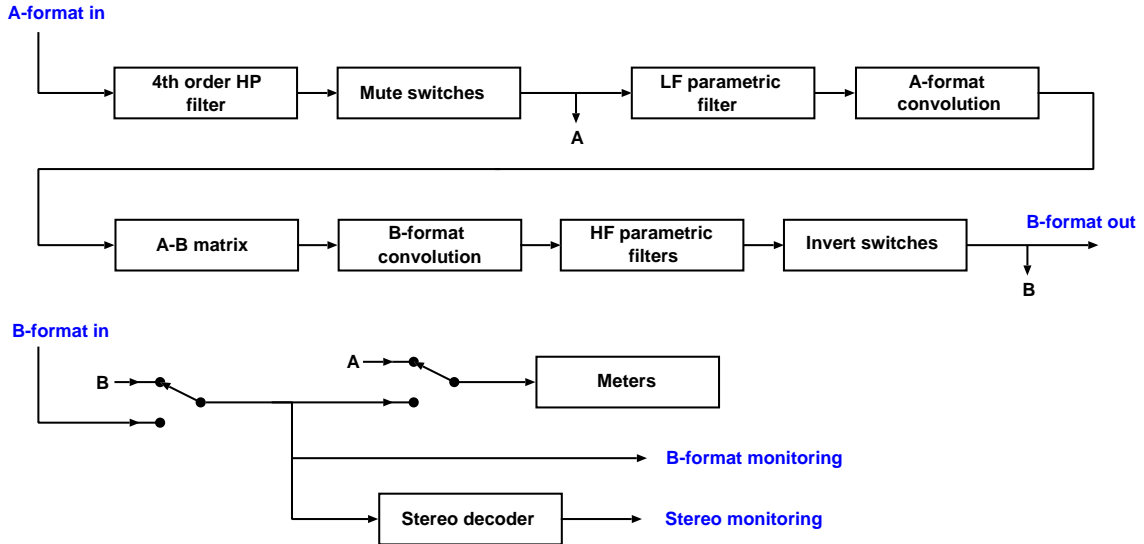 A-format in
4th order HP
filter
Mute switches
LF parametric
filter
A-format
convolution
A
A-B matrix
B-format
convolution
HF parametric
filters
Invert switches
B-format out
B
B-format in
B
A
Meters
B-format monitoring
Stereo decoder
Stereo monitoring